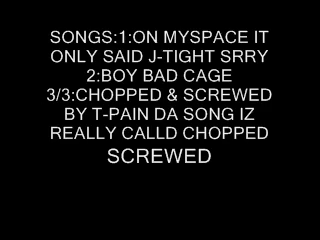 SONGS:1:ON MYSPACE IT
ONLY SAID J-TIGHT SRRY
2:BOY BAD CAGE
3/3:CHOPPED & SCREWED
BY T-PAIN DA SONG IZ
REALLY CALLD CHOPPED
SCREWED